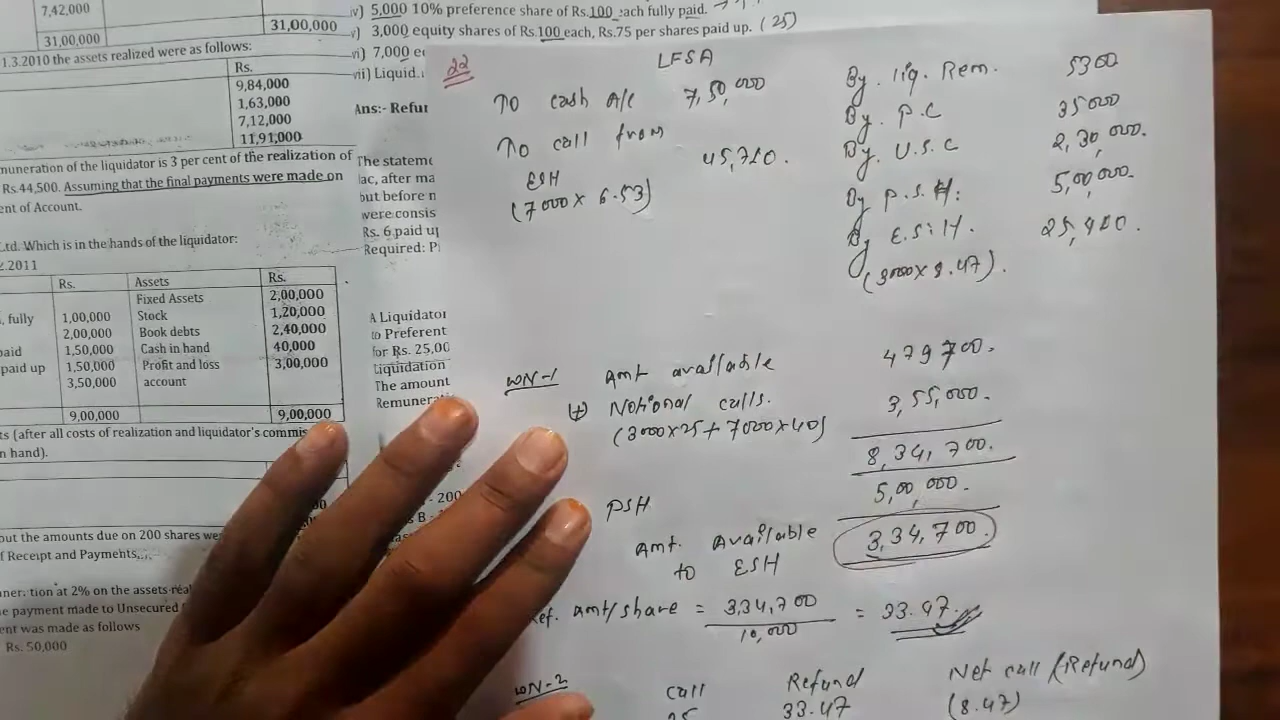 7,42,000
31,00,000
31,00,000
1.3.2010 the assets realized were as follows:
Rs.
9,84,000
1,63,000
7,12,000
11,91,000
muneration of the liquidator is 3 per cent of the realization of
Rs.44,500. Assuming that the final payments were made on
ent of Account.
Ltd. Which is in the hands of the liquidator:
2011
Rs. Assets Rs.
Fixed Assets 2,00,000
, fully 1,00,000 Stock 1,20,000
2,00,000 Book debts 2,40,000
paid 1,50,000 Cash in hand 40,000
paid up 1,50,000 Profit and loss 3,00,000
3,50,000 account
9,00,000 9,00,000
ts (after all costs of realization and liquidator's commis
n hand).
out the amounts due on 200 shares we
f Receipt and Payments,
tion at 2% on the assets real
e payment made to Unsecured
ent was made as follows
Rs. 50,000
iv) 5,000 10% preference share of Rs.100 each fully paid.
v) 3,000 equity shares of Rs.100 each, Rs.75 per shares paid up. (25)
vi) 7,000 e
vii) Liquid
Ans:- Refur
The stateme
lac, after ma
but before n
were consis
Rs. 6 paid up
Required: P
A Liquidator
to Preferent
for Rs. 25,00
Liquidation
The amount
Remuner
- 200
s B -
22
LFSA
To cash A/c 7,50,000
To call from
ESH 45,710.
(7000 x 6.53)
By. liq. Rem. 5300
By. P.C 35000
By. U.S.C 2,30,000.
By P.S.H. 5,00,000.
By E.S.H. 25,400.
(3000 x 8.47).
WN-1 Amt available 479700.
(+) Notional calls. 3,55,000.
(3000x25 + 7000x40)
8,34,700.
PSH 5,00,000.
Amt. Available 3,34,700.
to ESH
Ref. amt/share = 3,34,700 = 33.47
10,000
WN-2
Call Refund Net call (Refund)
25 33.47 (8.47)